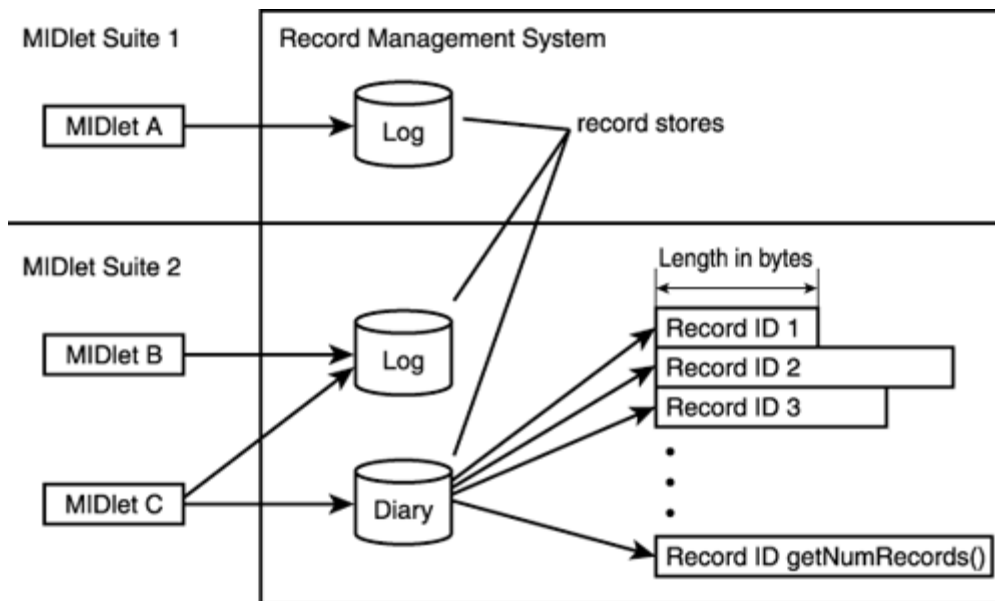 MIDlet Suite 1
Record Management System
MIDlet A
Log
record stores
MIDlet Suite 2
Length in bytes
MIDlet B
Log
Record ID 1
Record ID 2
Record ID 3
MIDlet C
Diary
Record ID getNumRecords()